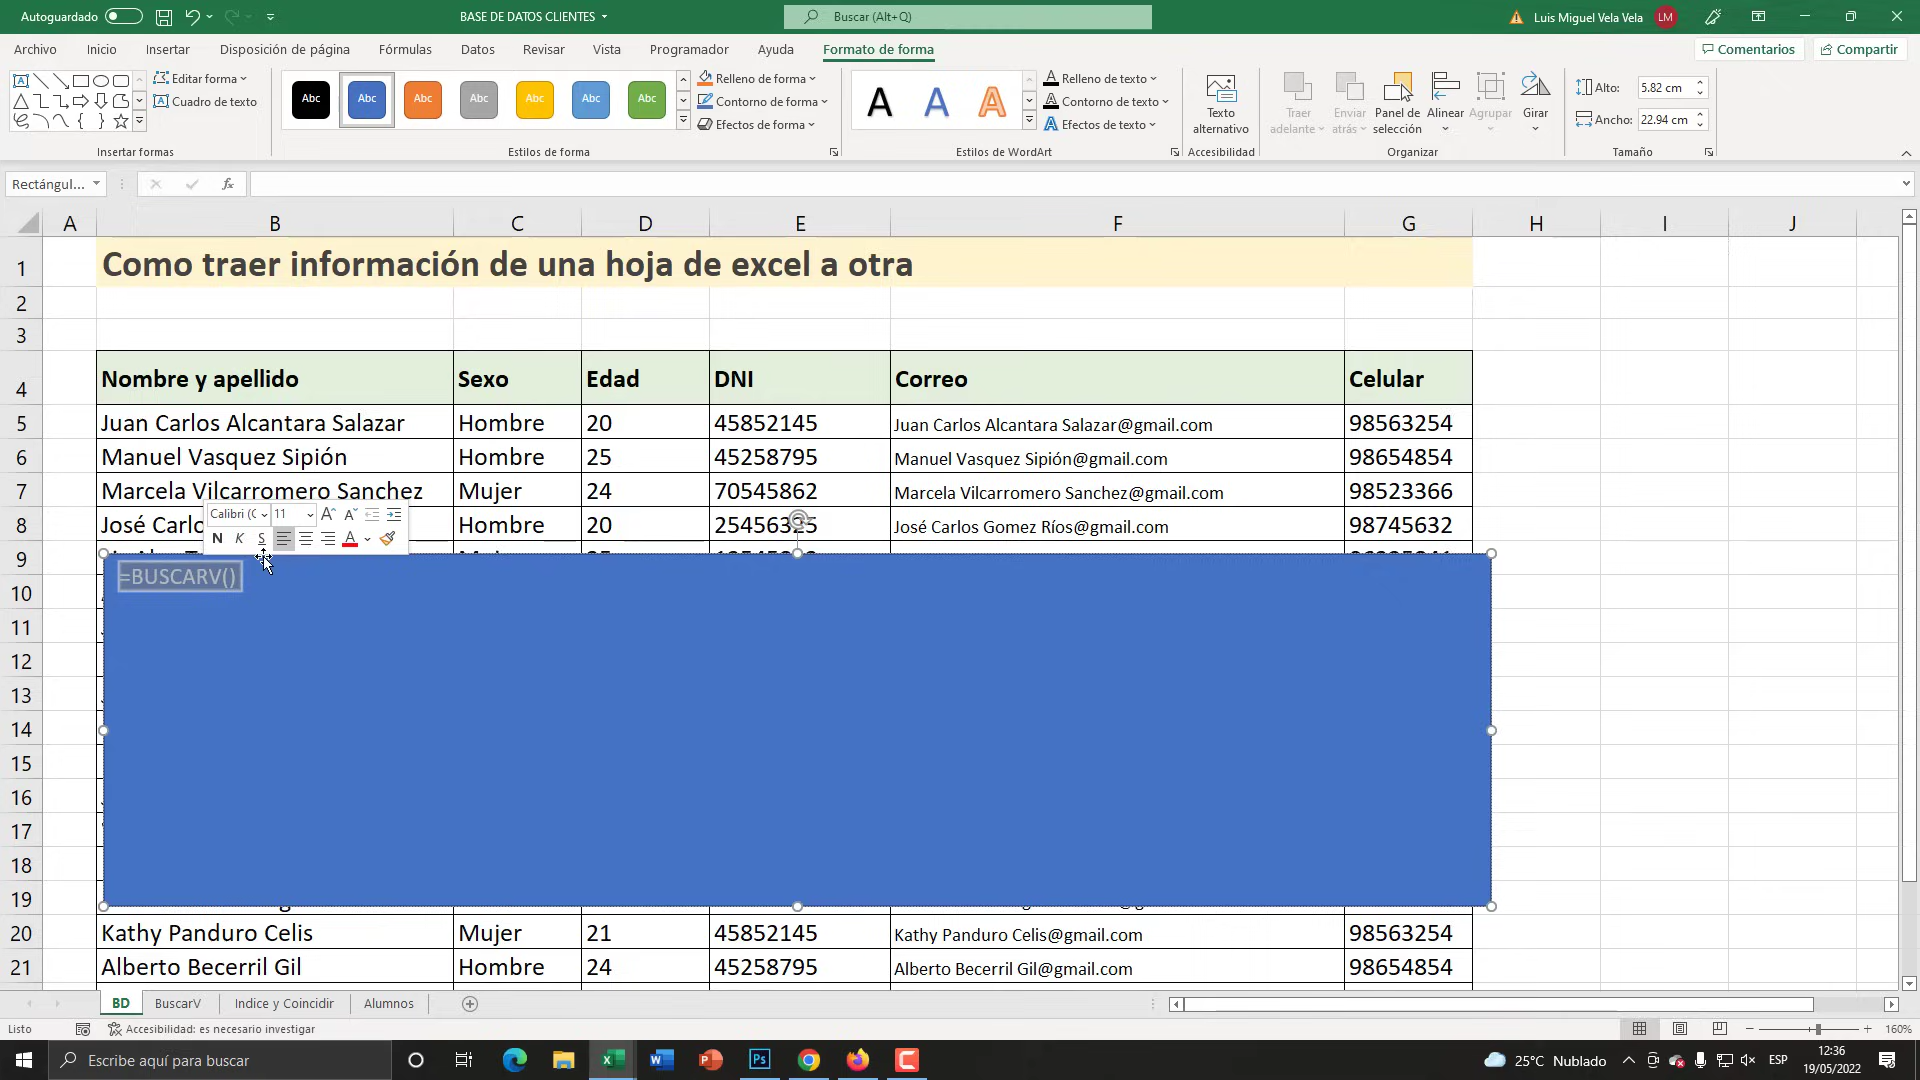 Autoguardado
BASE DE DATOS CLIENTES
Buscar (Alt+Q)
Luis Miguel Vela Vela
LM
Archivo
Inicio
Insertar
Disposición de página
Fórmulas
Datos
Revisar
Vista
Programador
Ayuda
Formato de forma
Comentarios
Compartir
Editar forma
Cuadro de texto
Insertar formas
Abc Abc Abc Abc Abc Abc Abc
Relleno de forma
Contorno de forma
Efectos de forma
Estilos de forma
A A A
Relleno de texto
Contorno de texto
Efectos de texto
Estilos de WordArt
Texto
alternativo
Accesibilidad
Traer
adelante
Enviar
atrás
Panel de
selección
Alinear
Agrupar
Girar
Organizar
Alto: 5.82 cm
Ancho: 22.94 cm
Tamaño
Rectángul...
fx
A B C D E F G H I J
1 Como traer información de una hoja de excel a otra
2
3
4 Nombre y apellido Sexo Edad DNI Correo Celular
5 Juan Carlos Alcantara Salazar Hombre 20 45852145 Juan Carlos Alcantara Salazar@gmail.com 98563254
6 Manuel Vasquez Sipión Hombre 25 45258795 Manuel Vasquez Sipión@gmail.com 98654854
7 Marcela Vilcarromero Sanchez Mujer 24 70545862 Marcela Vilcarromero Sanchez@gmail.com 98523366
Calibri (C 11
8 José Carlo Hombre 20 José Carlos Gomez Ríos@gmail.com 98745632
N K S A
9
=BUSCARV()
10
11
12
13
14
15
16
17
18
19
20 Kathy Panduro Celis Mujer 21 45852145 Kathy Panduro Celis@gmail.com 98563254
21 Alberto Becerril Gil Hombre 24 45258795 Alberto Becerril Gil@gmail.com 98654854
BD
BuscarV
Indice y Coincidir
Alumnos
Listo
Accesibilidad: es necesario investigar
160%
Escribe aquí para buscar
25°C Nublado
ESP
12:36
19/05/2022